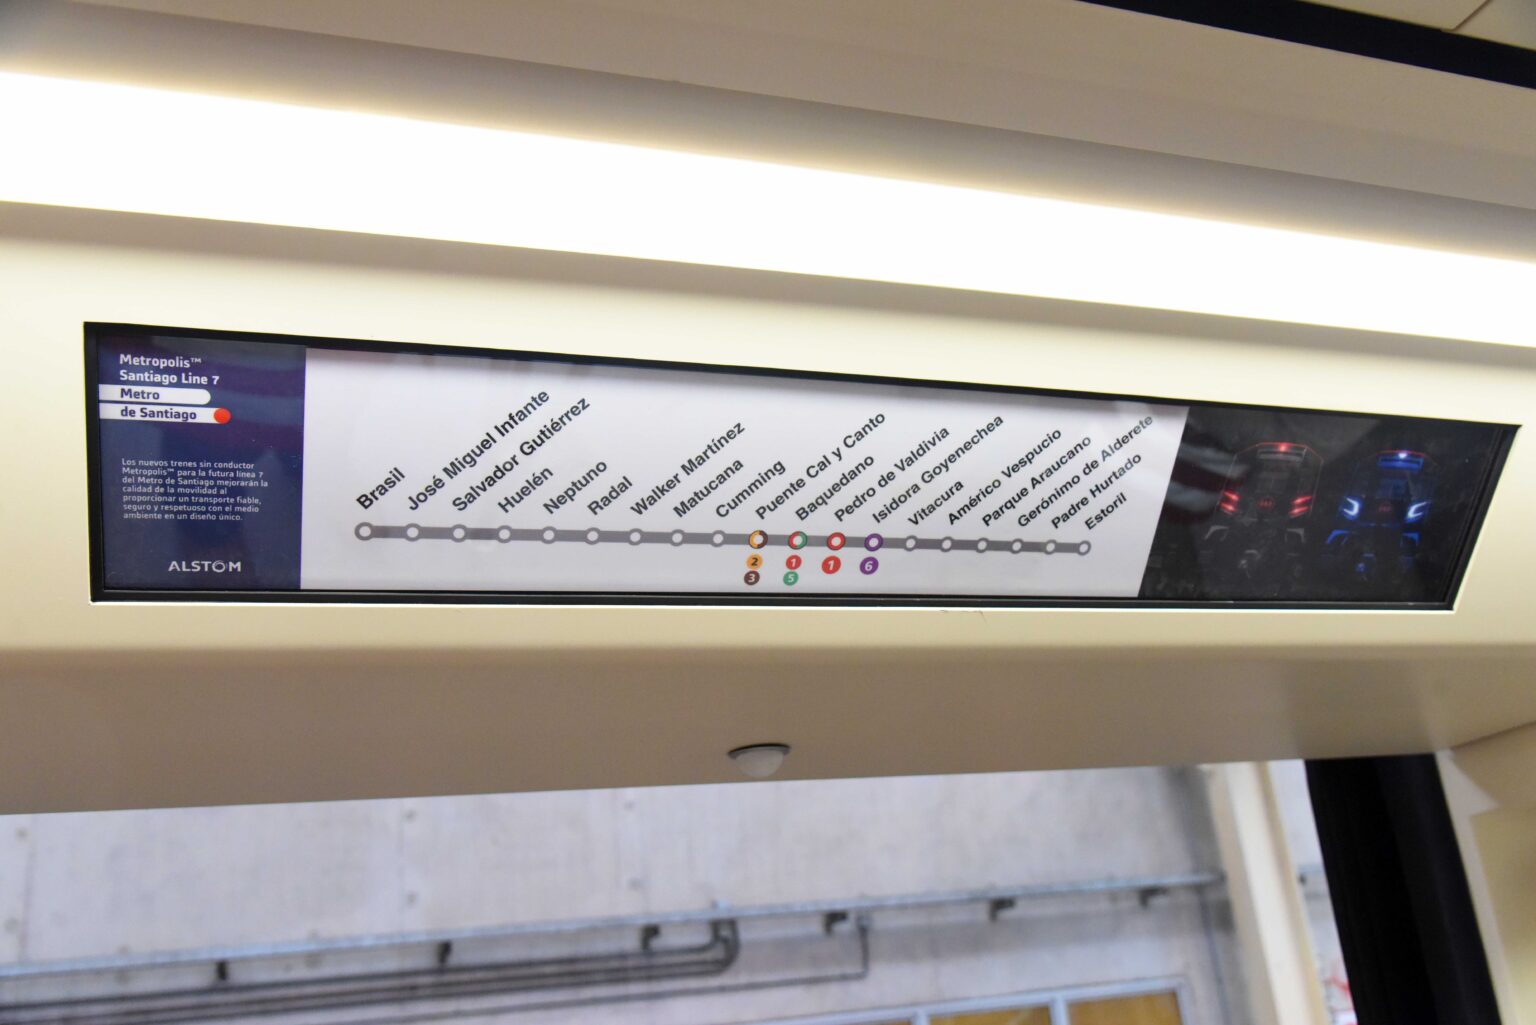 Metropolis™
Santiago Line 7
Metro
de Santiago
Los nuevos trenes sin conductor
Metropolis™ para la futura línea 7
del Metro de Santiago mejorarán la
calidad de la movilidad al
proporcionar un transporte fiable,
seguro y respetuoso con el medio
ambiente en un diseño único.
ALSTOM
Brasil
José Miguel Infante
Salvador Gutiérrez
Huelén
Neptuno
Radal
Walker Martínez
Matucana
Cumming
Puente Cal y Canto
Baquedano
Pedro de Valdivia
Isidora Goyenechea
Vitacura
Américo Vespucio
Parque Araucano
Gerónimo de Alderete
Padre Hurtado
Estoril
2
3
1
5
1
6